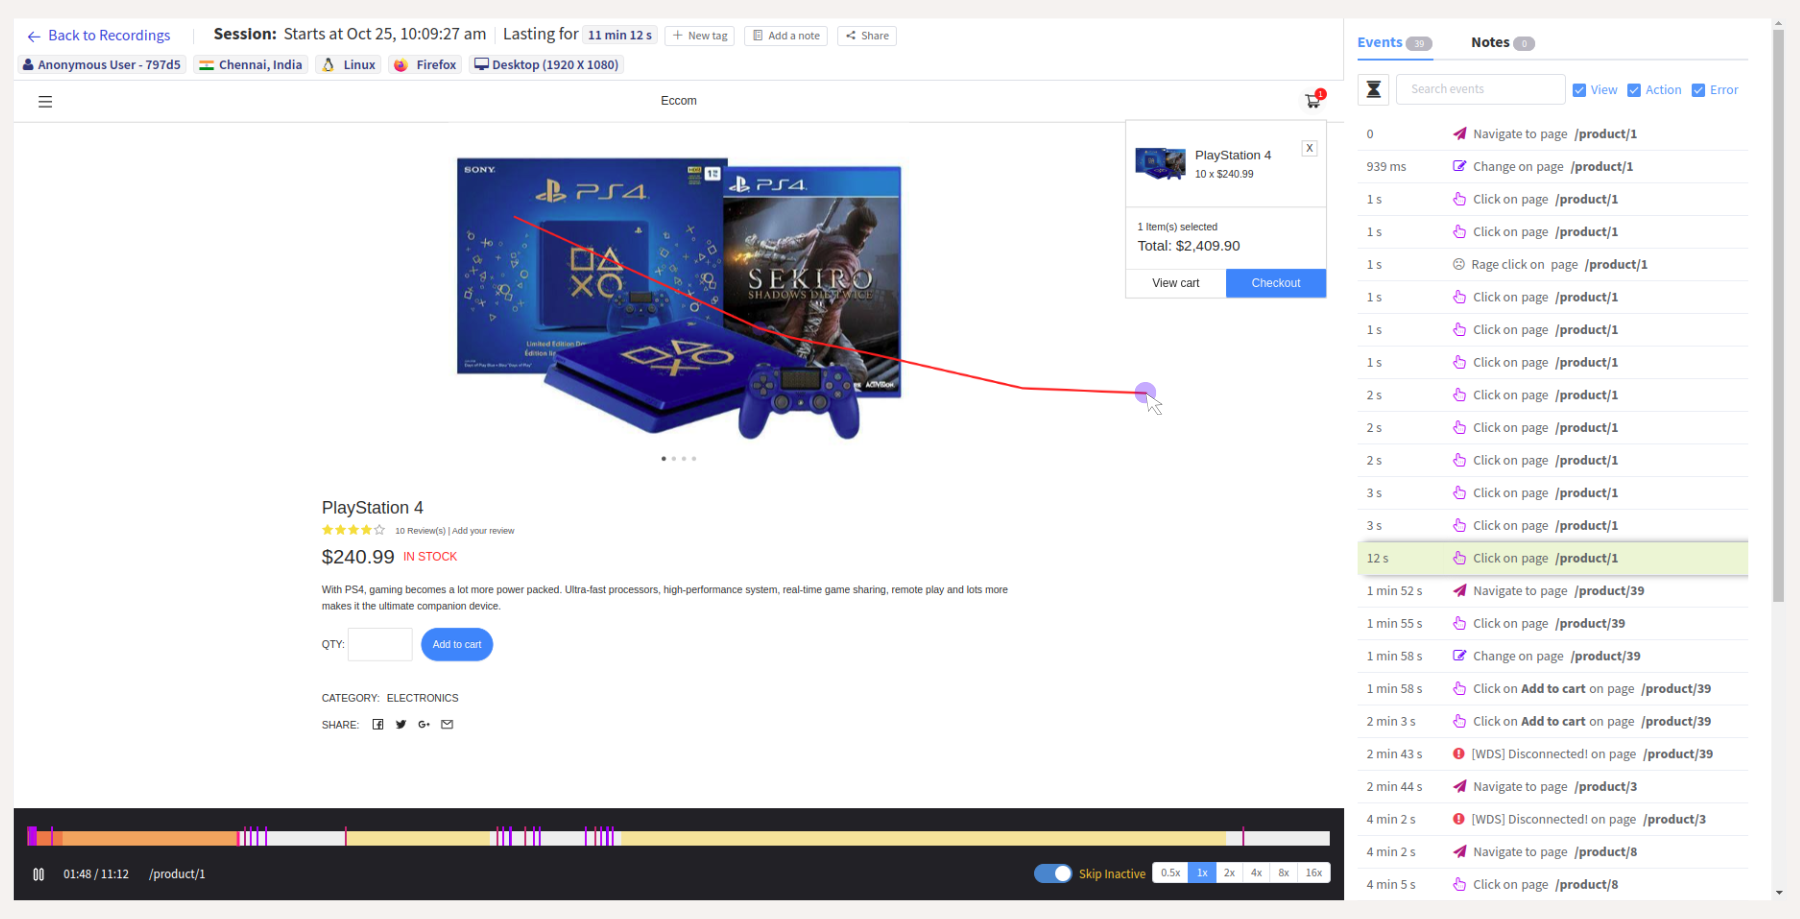 Back to Recordings
Session: Starts at Oct 25, 10:09:27 am Lasting for 11 min 12 s New tag Add a note Share
Anonymous User - 797d5 Chennai, India Linux Firefox Desktop (1920 X 1080)
Eccom
1
PlayStation 4 X
10 x $240.99
1 Item(s) selected
Total: $2,409.90
View cart Checkout
SONY
PS4
PS4
SEKIRO
SHADOWS DIE TWICE
ACTIVISION
PlayStation 4
10 Review(s) | Add your review
$240.99 IN STOCK
With PS4, gaming becomes a lot more power packed. Ultra-fast processors, high-performance system, real-time game sharing, remote play and lots more
makes it the ultimate companion device.
QTY: Add to cart
CATEGORY: ELECTRONICS
SHARE:
01:48 / 11:12 /product/1
Skip Inactive 0.5x 1x 2x 4x 8x 16x
Events 39 Notes 0
Search events View Action Error
0 Navigate to page /product/1
939 ms Change on page /product/1
1 s Click on page /product/1
1 s Click on page /product/1
1 s Rage click on page /product/1
1 s Click on page /product/1
1 s Click on page /product/1
1 s Click on page /product/1
2 s Click on page /product/1
2 s Click on page /product/1
2 s Click on page /product/1
3 s Click on page /product/1
3 s Click on page /product/1
12 s Click on page /product/1
1 min 52 s Navigate to page /product/39
1 min 55 s Click on page /product/39
1 min 58 s Change on page /product/39
1 min 58 s Click on Add to cart on page /product/39
2 min 3 s Click on Add to cart on page /product/39
2 min 43 s [WDS] Disconnected! on page /product/39
2 min 44 s Navigate to page /product/3
4 min 2 s [WDS] Disconnected! on page /product/3
4 min 2 s Navigate to page /product/8
4 min 5 s Click on page /product/8